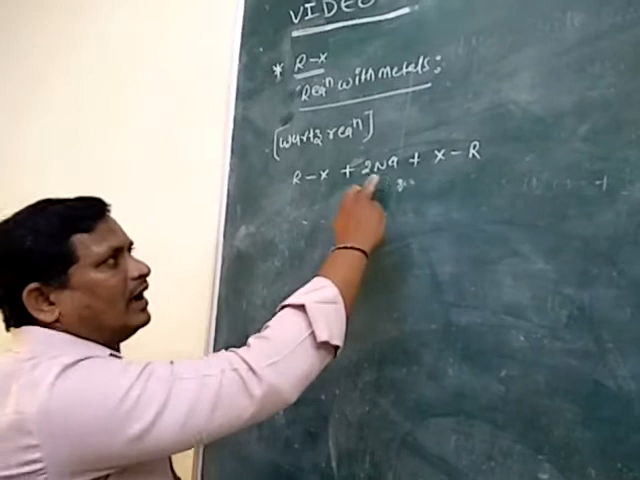 VIDEO
* R-X
Reaⁿ with metals:
[wurtz reaⁿ]
R-X + 2Na + X-R